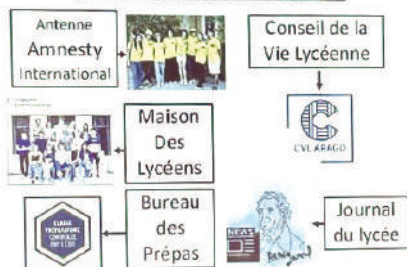 Antenne
Amnesty
International
Conseil de la
Vie Lycéenne
CVL ARAGO
Maison
Des
Lycéens
Bureau
des
Prépas
NEWS
Journal
du lycée